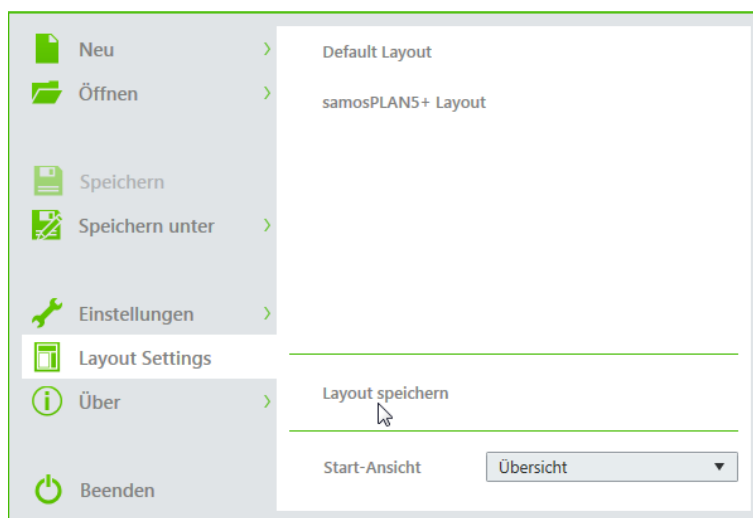 Neu
Öffnen
Speichern
Speichern unter
Einstellungen
Layout Settings
Über
Beenden
Default Layout
samosPLAN5+ Layout
Layout speichern
Start-Ansicht Übersicht